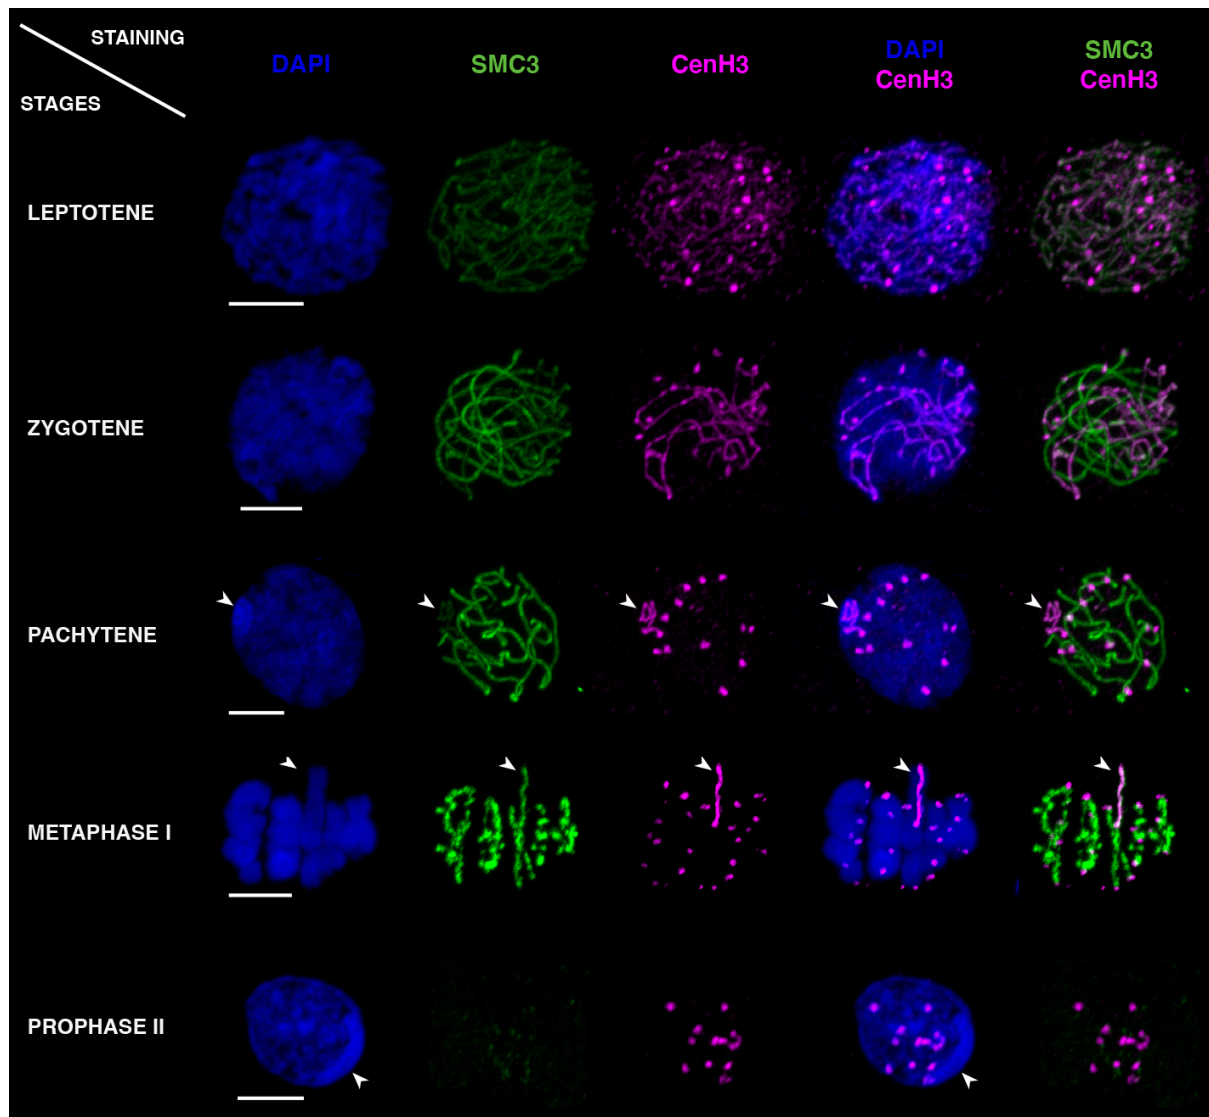 STAINING
STAGES
DAPI
SMC3
CenH3
DAPI
CenH3
SMC3
CenH3
LEPTOTENE
ZYGOTENE
PACHYTENE
METAPHASE I
PROPHASE II